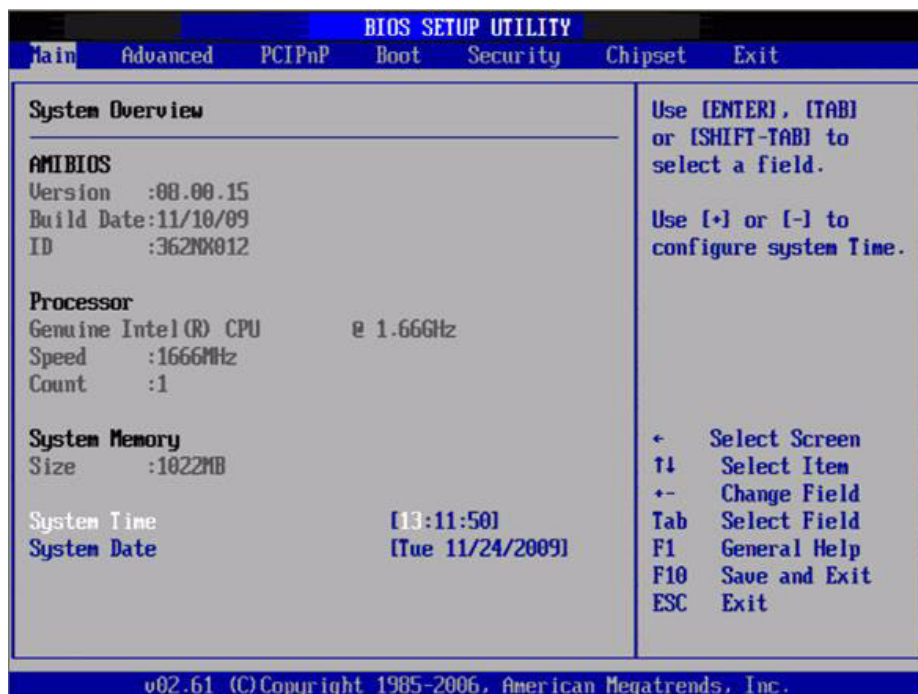 BIOS SETUP UTILITY
Main Advanced PCIPnP Boot Security Chipset Exit
System Overview
AMIBIOS
Version :08.00.15
Build Date:11/10/09
ID :362NX012
Processor
Genuine Intel(R) CPU @ 1.66GHz
Speed :1666MHz
Count :1
System Memory
Size :1022MB
System Time [13:11:50]
System Date [Tue 11/24/2009]
Use [ENTER], [TAB]
or [SHIFT-TAB] to
select a field.
Use [+] or [-] to
configure system Time.
← Select Screen
↑↓ Select Item
+- Change Field
Tab Select Field
F1 General Help
F10 Save and Exit
ESC Exit
v02.61 (C)Copyright 1985-2006, American Megatrends, Inc.